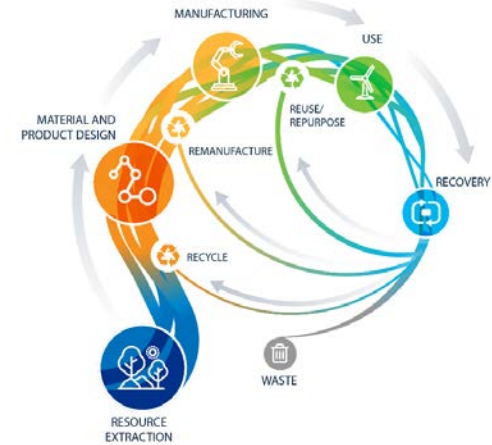 MANUFACTURING
USE
MATERIAL AND
PRODUCT DESIGN
REUSE/
REPURPOSE
REMANUFACTURE
RECOVERY
RECYCLE
WASTE
RESOURCE
EXTRACTION